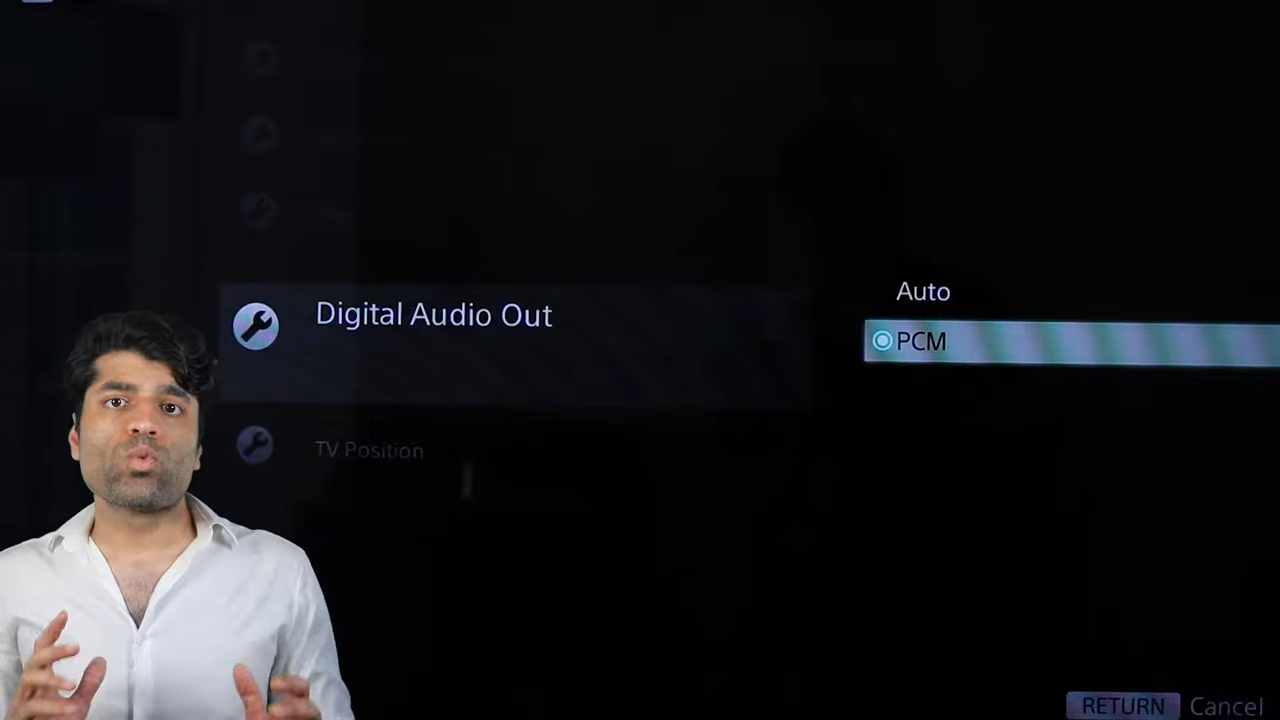 Digital Audio Out
Auto
PCM
TV Position
RETURN Cancel